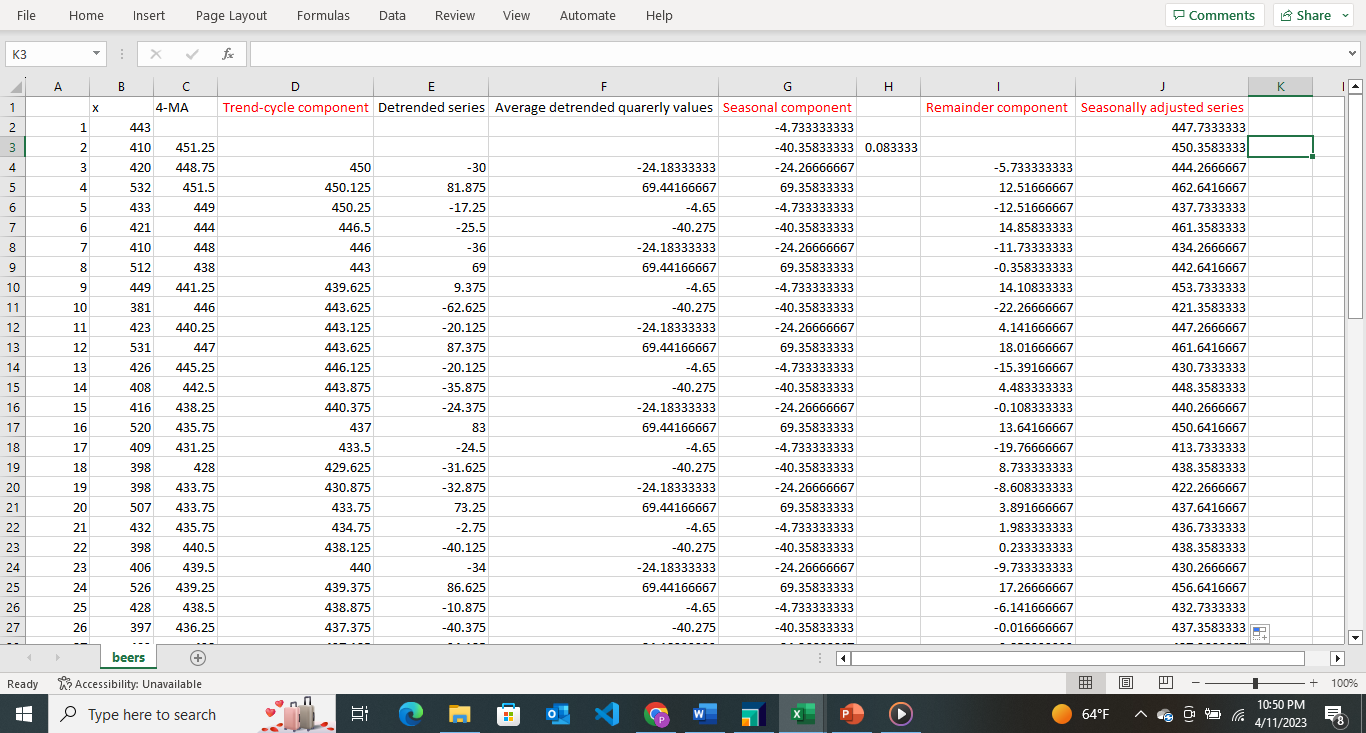 File Home Insert Page Layout Formulas Data Review View Automate Help Comments Share
K3 fx
A B C D E F G H I J K
1 x 4-MA Trend-cycle component Detrended series Average detrended quarerly values Seasonal component Remainder component Seasonally adjusted series
2 1 443 -4.733333333 447.7333333
3 2 410 451.25 -40.35833333 0.083333 450.3583333
4 3 420 448.75 450 -30 -24.18333333 -24.26666667 -5.733333333 444.2666667
5 4 532 451.5 450.125 81.875 69.44166667 69.35833333 12.51666667 462.6416667
6 5 433 449 450.25 -17.25 -4.65 -4.733333333 -12.51666667 437.7333333
7 6 421 444 446.5 -25.5 -40.275 -40.35833333 14.85833333 461.3583333
8 7 410 448 446 -36 -24.18333333 -24.26666667 -11.73333333 434.2666667
9 8 512 438 443 69 69.44166667 69.35833333 -0.358333333 442.6416667
10 9 449 441.25 439.625 9.375 -4.65 -4.733333333 14.10833333 453.7333333
11 10 381 446 443.625 -62.625 -40.275 -40.35833333 -22.26666667 421.3583333
12 11 423 440.25 443.125 -20.125 -24.18333333 -24.26666667 4.141666667 447.2666667
13 12 531 447 443.625 87.375 69.44166667 69.35833333 18.01666667 461.6416667
14 13 426 445.25 446.125 -20.125 -4.65 -4.733333333 -15.39166667 430.7333333
15 14 408 442.5 443.875 -35.875 -40.275 -40.35833333 4.483333333 448.3583333
16 15 416 438.25 440.375 -24.375 -24.18333333 -24.26666667 -0.108333333 440.2666667
17 16 520 435.75 437 83 69.44166667 69.35833333 13.64166667 450.6416667
18 17 409 431.25 433.5 -24.5 -4.65 -4.733333333 -19.76666667 413.7333333
19 18 398 428 429.625 -31.625 -40.275 -40.35833333 8.733333333 438.3583333
20 19 398 433.75 430.875 -32.875 -24.18333333 -24.26666667 -8.608333333 422.2666667
21 20 507 433.75 433.75 73.25 69.44166667 69.35833333 3.891666667 437.6416667
22 21 432 435.75 434.75 -2.75 -4.65 -4.733333333 1.983333333 436.7333333
23 22 398 440.5 438.125 -40.125 -40.275 -40.35833333 0.233333333 438.3583333
24 23 406 439.5 440 -34 -24.18333333 -24.26666667 -9.733333333 430.2666667
25 24 526 439.25 439.375 86.625 69.44166667 69.35833333 17.26666667 456.6416667
26 25 428 438.5 438.875 -10.875 -4.65 -4.733333333 -6.141666667 432.7333333
27 26 397 436.25 437.375 -40.375 -40.275 -40.35833333 -0.016666667 437.3583333
beers
Ready Accessibility: Unavailable 100%
Type here to search 64°F 10:50 PM
4/11/2023 8